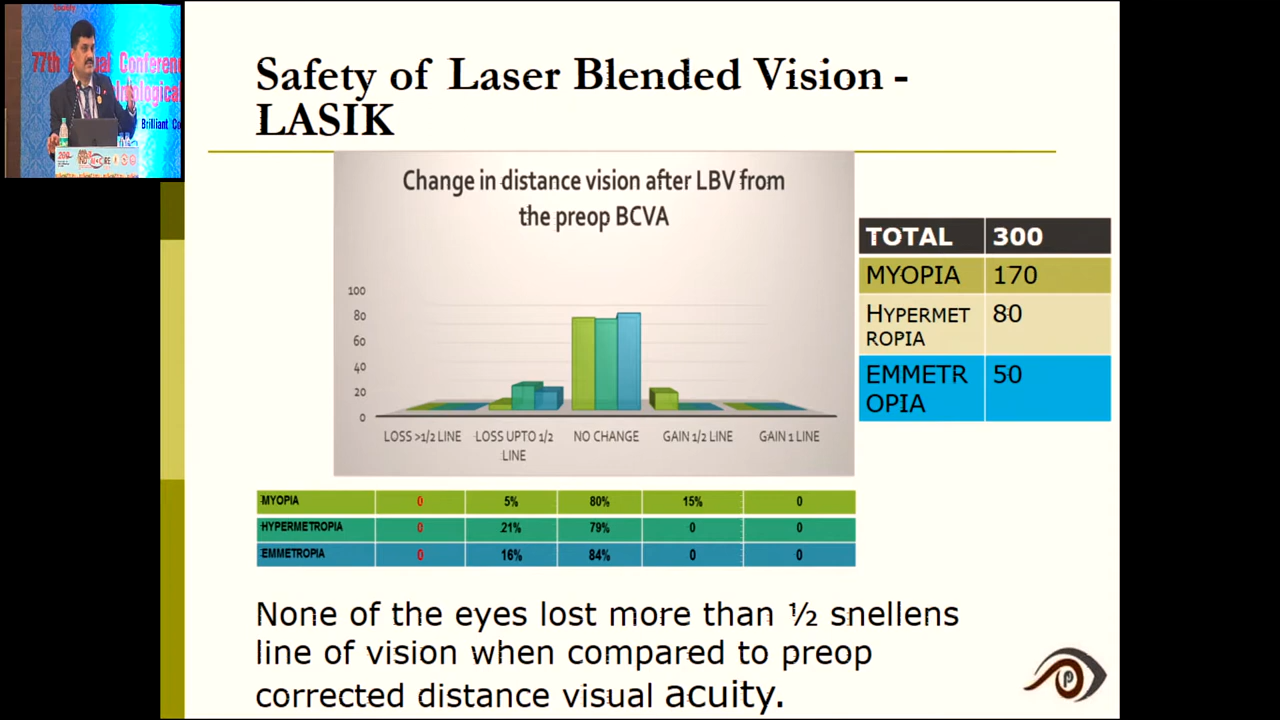 77th Annual Conference
Brilliant
Safety of Laser Blended Vision -
LASIK
Change in distance vision after LBV from
the preop BCVA
100
80
60
40
20
0
LOSS >1/2 LINE LOSS UPTO 1/2 LINE NO CHANGE GAIN 1/2 LINE GAIN 1 LINE
TOTAL 300
MYOPIA 170
HYPERMET
ROPIA 80
EMMETR
OPIA 50
MYOPIA 0 5% 80% 15% 0
HYPERMETROPIA 0 21% 79% 0 0
EMMETROPIA 0 16% 84% 0 0
None of the eyes lost more than ½ snellens
line of vision when compared to preop
corrected distance visual acuity.